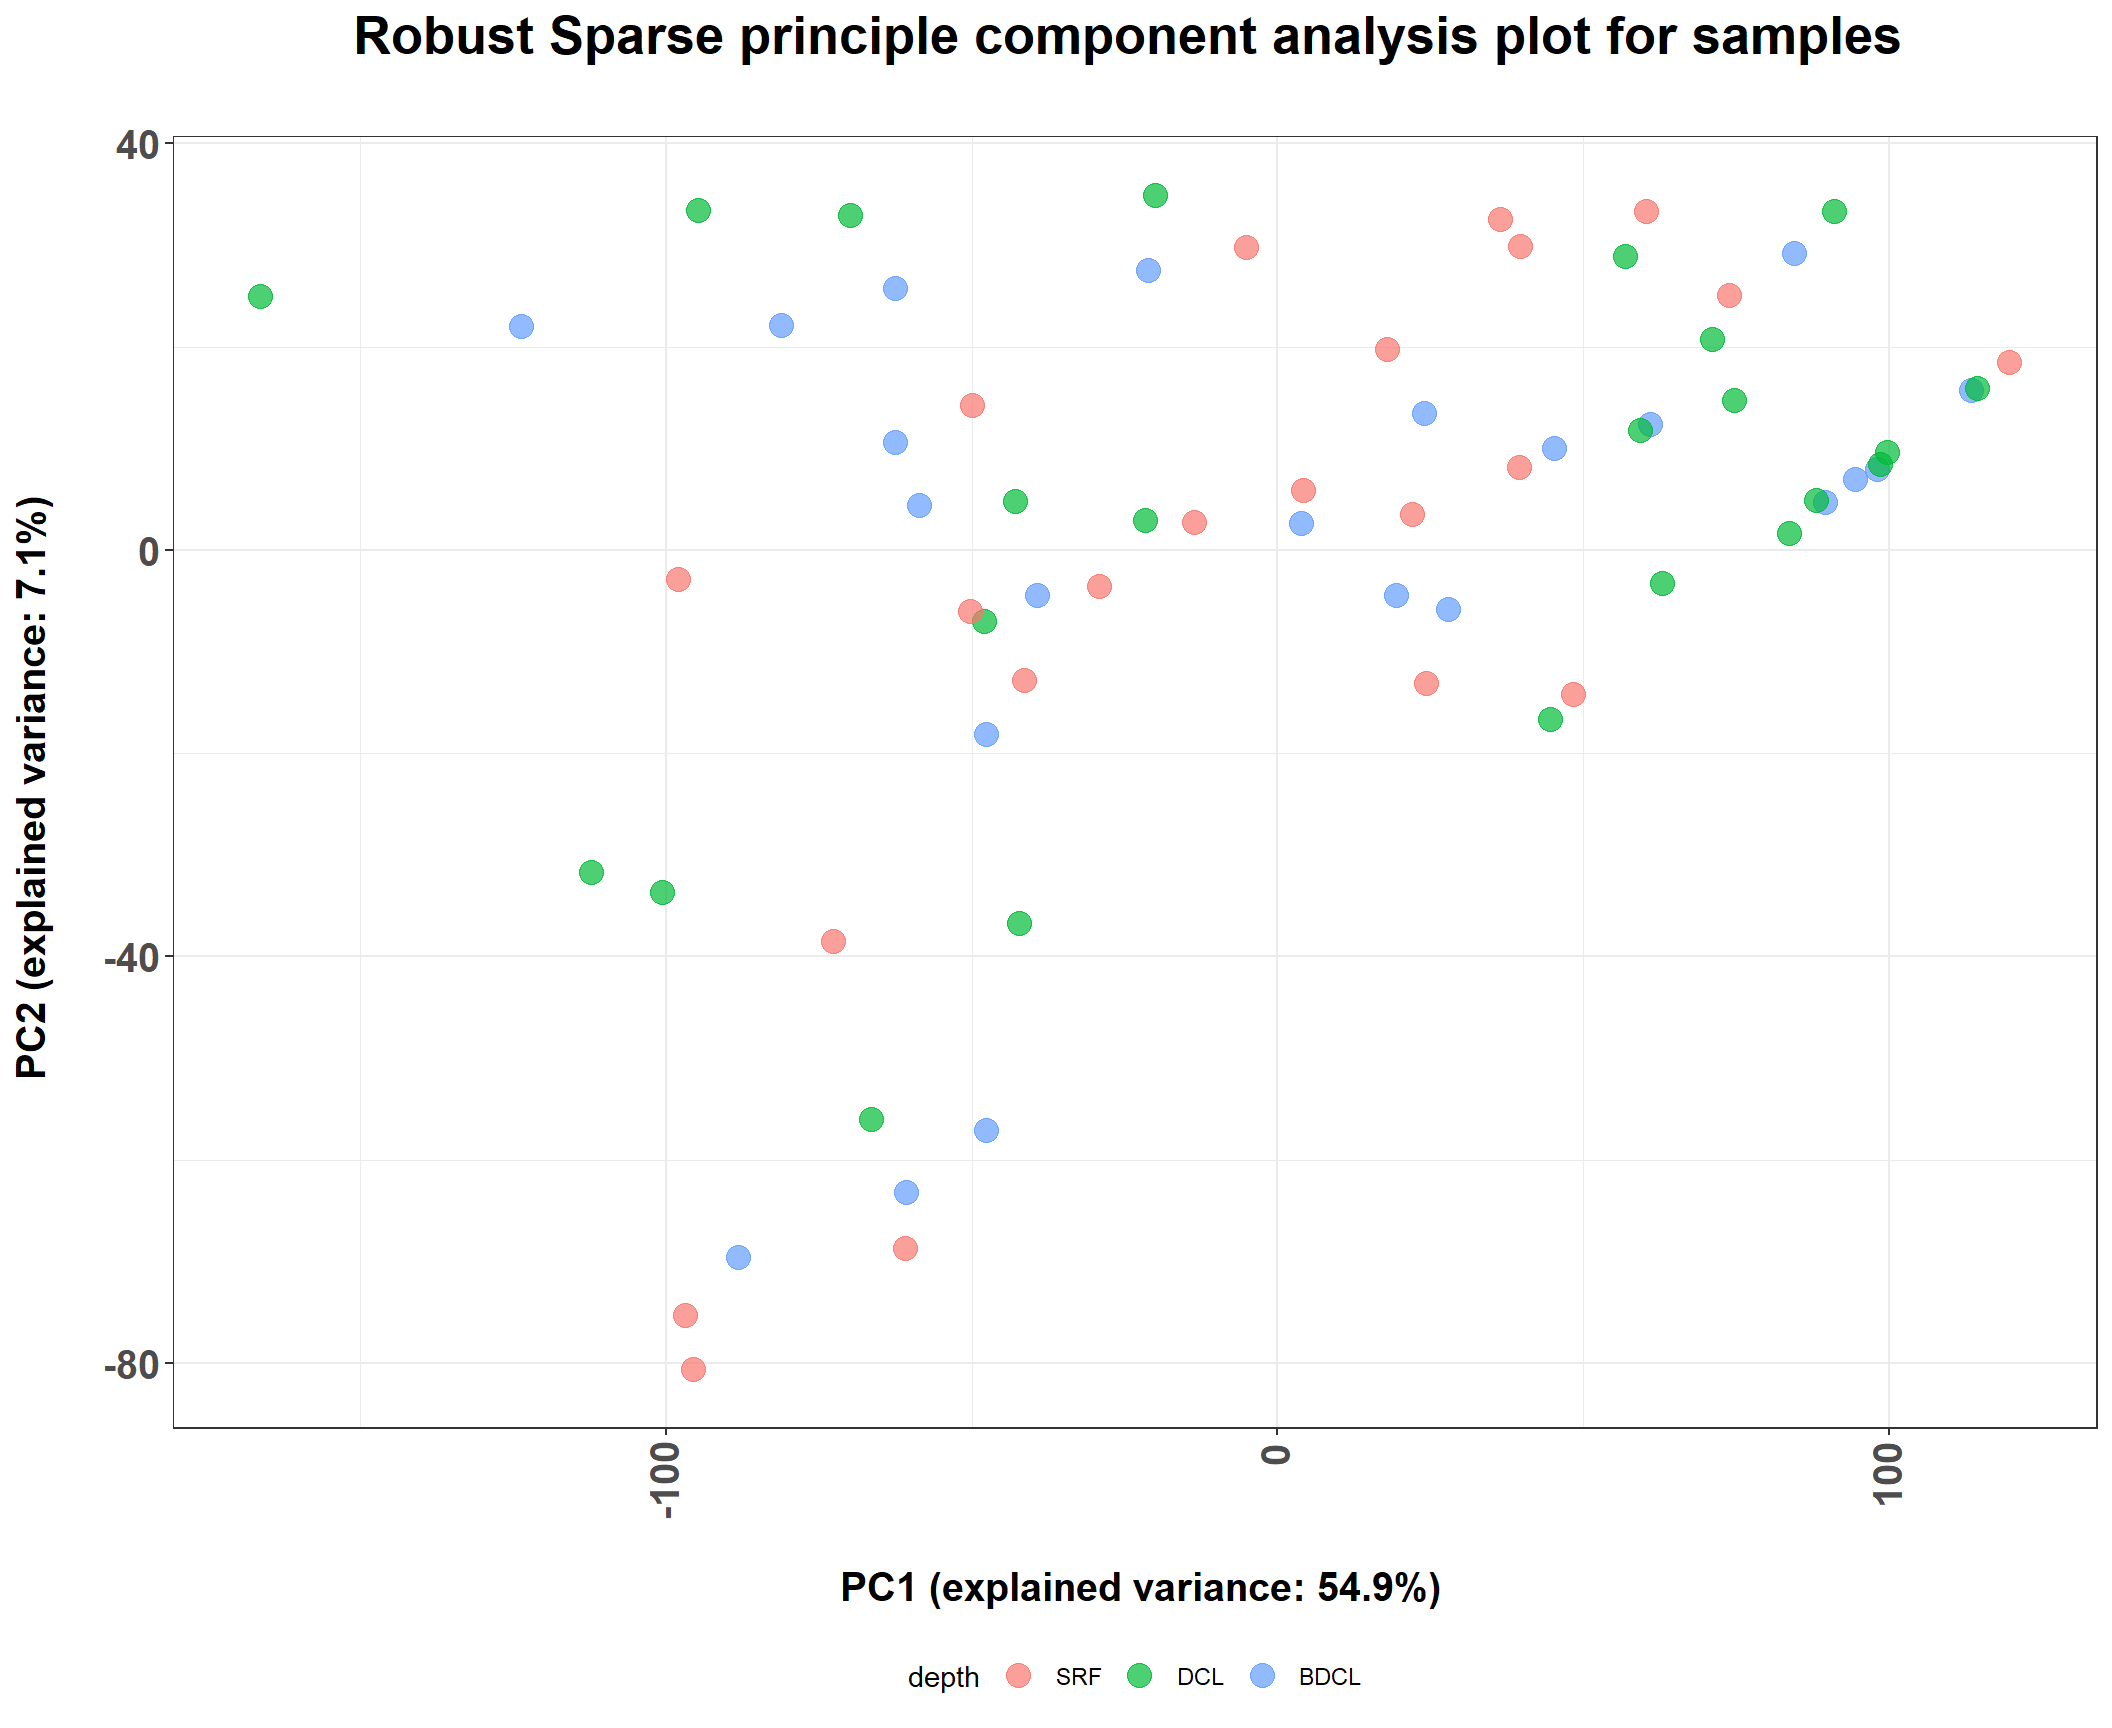 Robust Sparse principle component analysis plot for samples
PC2 (explained variance: 7.1%)
40
0
-40
-80
-100
0
100
PC1 (explained variance: 54.9%)
depth SRF DCL BDCL